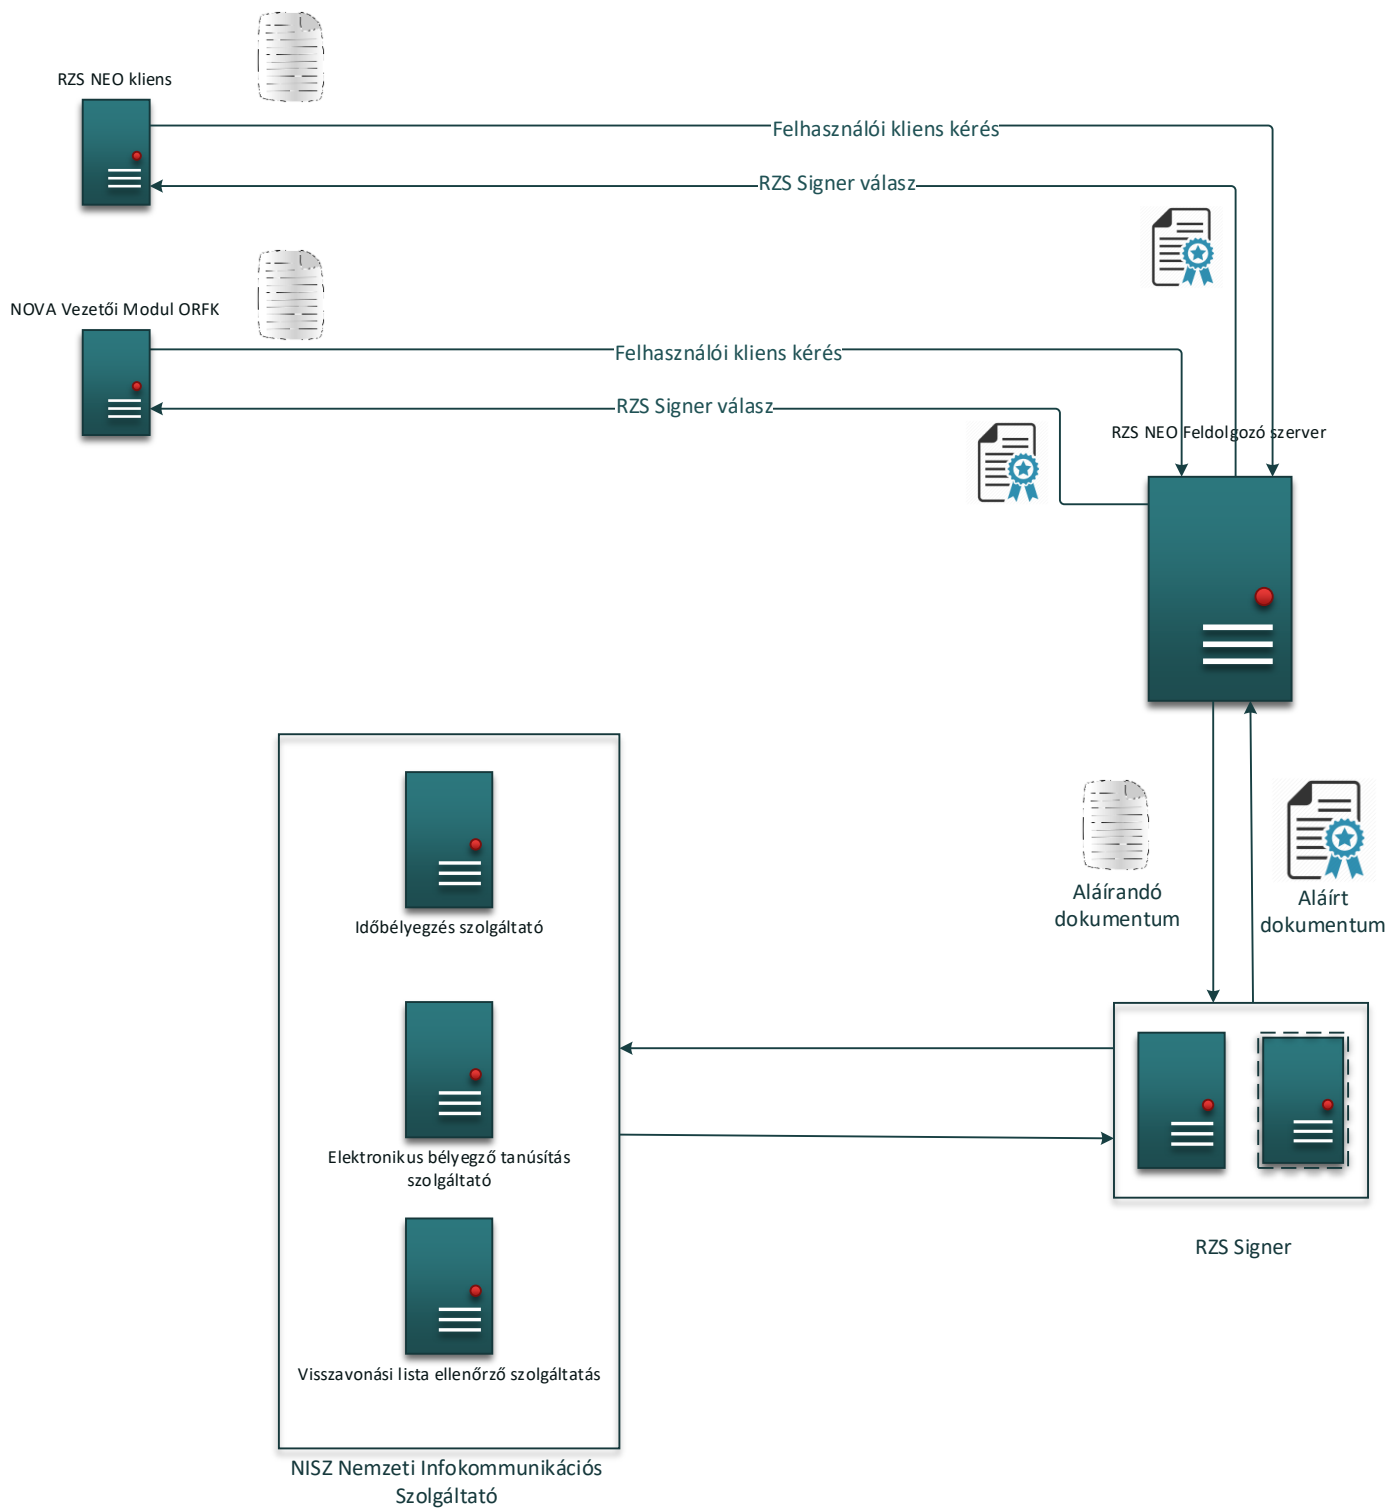 RZS NEO kliens
Felhasználói kliens kérés
RZS Signer válasz
NOVA Vezetői Modul ORFK
Felhasználói kliens kérés
RZS Signer válasz
RZS NEO Feldolgozó szerver
Aláírandó
dokumentum
Aláírt
dokumentum
Időbélyegzés szolgáltató
Elektronikus bélyegző tanúsítás
szolgáltató
RZS Signer
Visszavonási lista ellenőrző szolgáltatás
NISZ Nemzeti Infokommunikációs
Szolgáltató